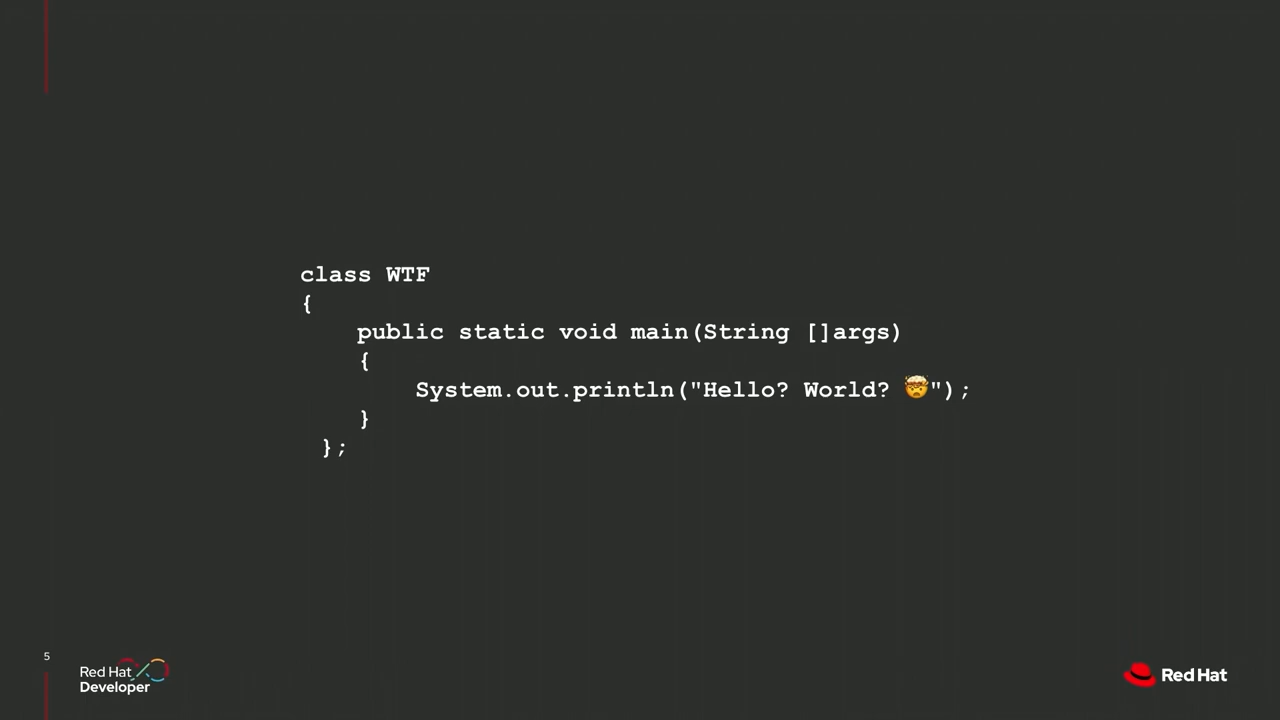 class WTF
{
    public static void main(String []args)
    {
        System.out.println("Hello? World? 🤯");
    }
 };
5
Red Hat
Developer
Red Hat